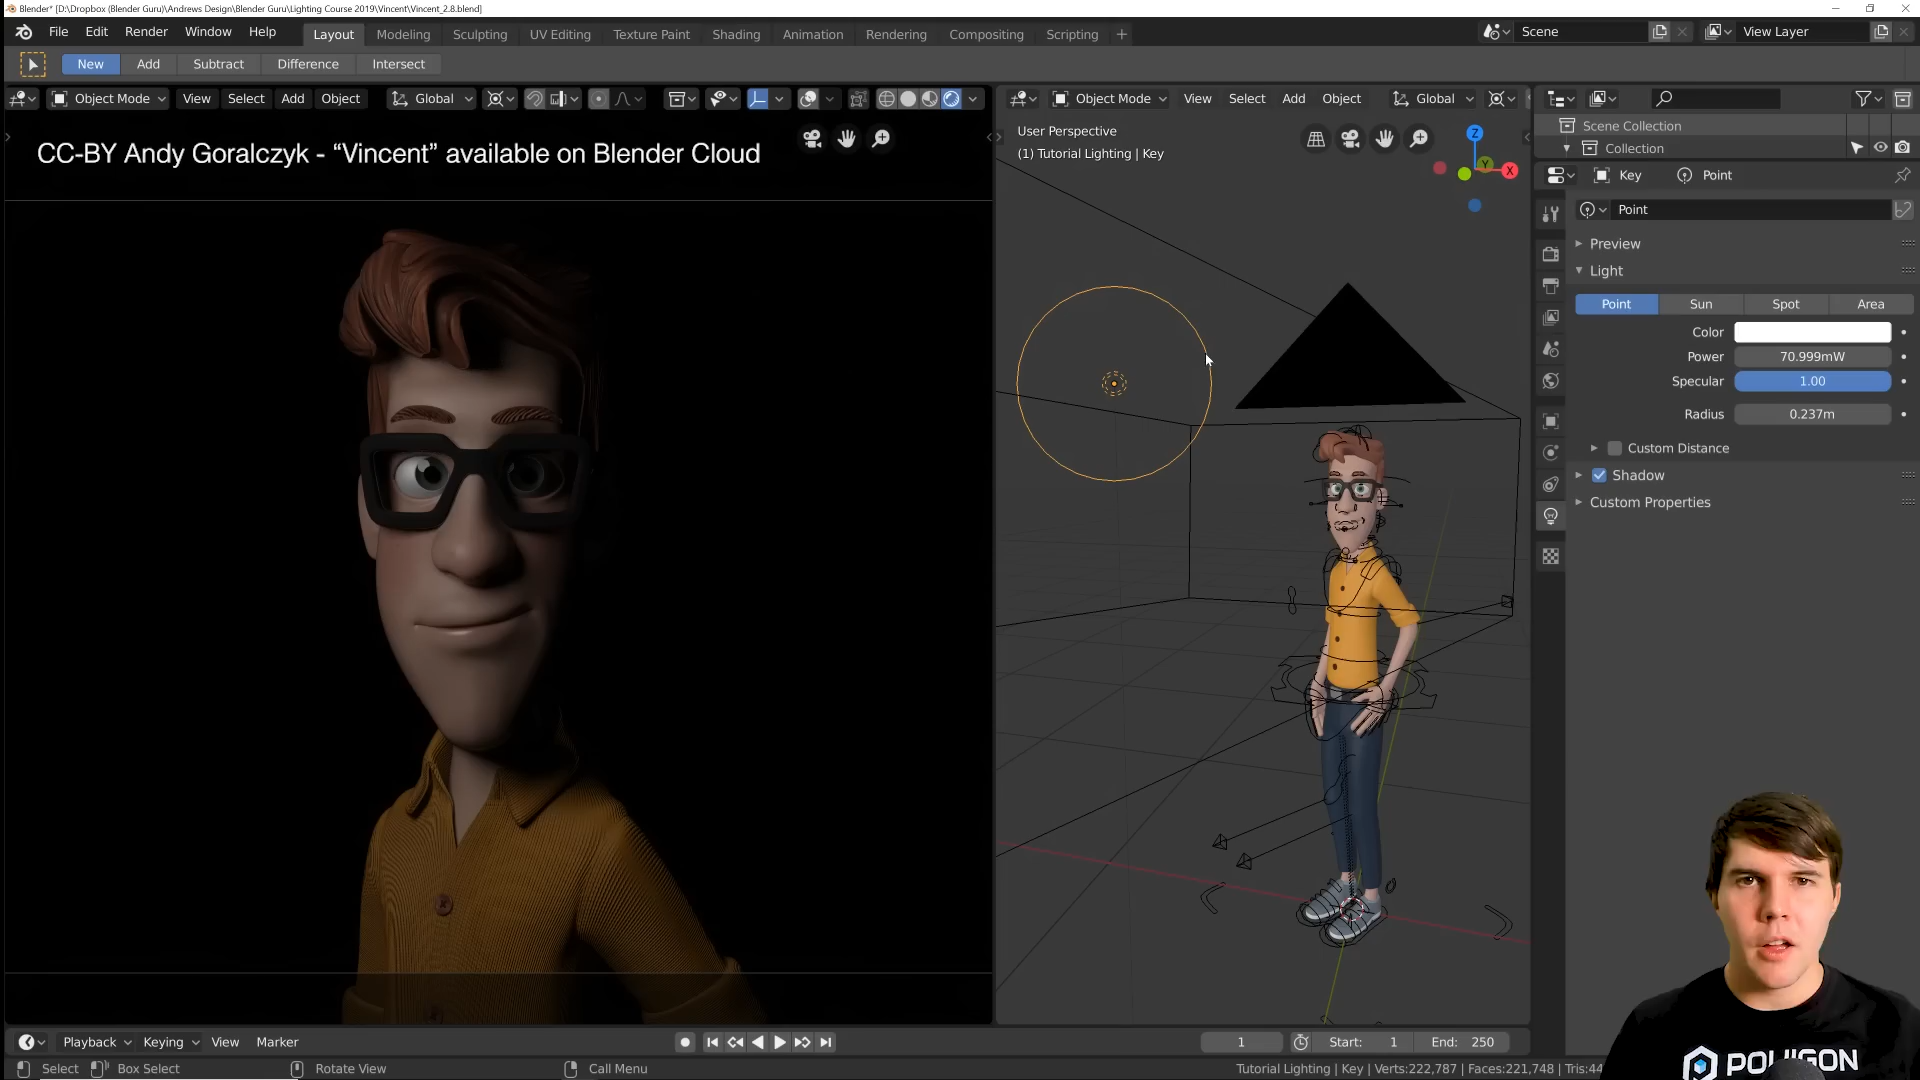 Blender* [D:\Dropbox (Blender Guru)\Andrews Design\Blender Guru\Lighting Course 2019\Vincent\Vincent_2.8.blend]
File Edit Render Window Help
Layout Modeling Sculpting UV Editing Texture Paint Shading Animation Rendering Compositing Scripting +
Scene
View Layer
New Add Subtract Difference Intersect
Object Mode View Select Add Object Global
Object Mode View Select Add Object Global
CC-BY Andy Goralczyk - “Vincent” available on Blender Cloud
User Perspective
(1) Tutorial Lighting | Key
Z
Y
X
Scene Collection
Collection
Key Point
Point
Preview
Light
Point Sun Spot Area
Color
Power 70.999mW
Specular 1.00
Radius 0.237m
Custom Distance
Shadow
Custom Properties
Playback Keying View Marker
1 Start: 1 End: 250
Select Box Select Rotate View Call Menu
Tutorial Lighting | Key | Verts:222,787 | Faces:221,748 | Tris:44
POLIIGON